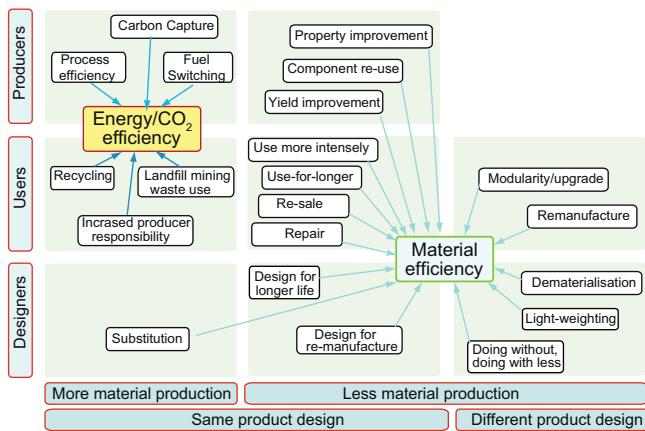 Producers
Carbon Capture
Process
efficiency
Fuel
Switching
Energy/CO2
efficiency
Property improvement
Component re-use
Yield improvement
Users
Recycling
Landfill mining
waste use
Incrased producer
responsibility
Use more intensely
Use-for-longer
Re-sale
Repair
Material
efficiency
Modularity/upgrade
Remanufacture
Designers
Substitution
Design for
longer life
Design for
re-manufacture
Dematerialisation
Light-weighting
Doing without,
doing with less
More material production
Less material production
Same product design
Different product design